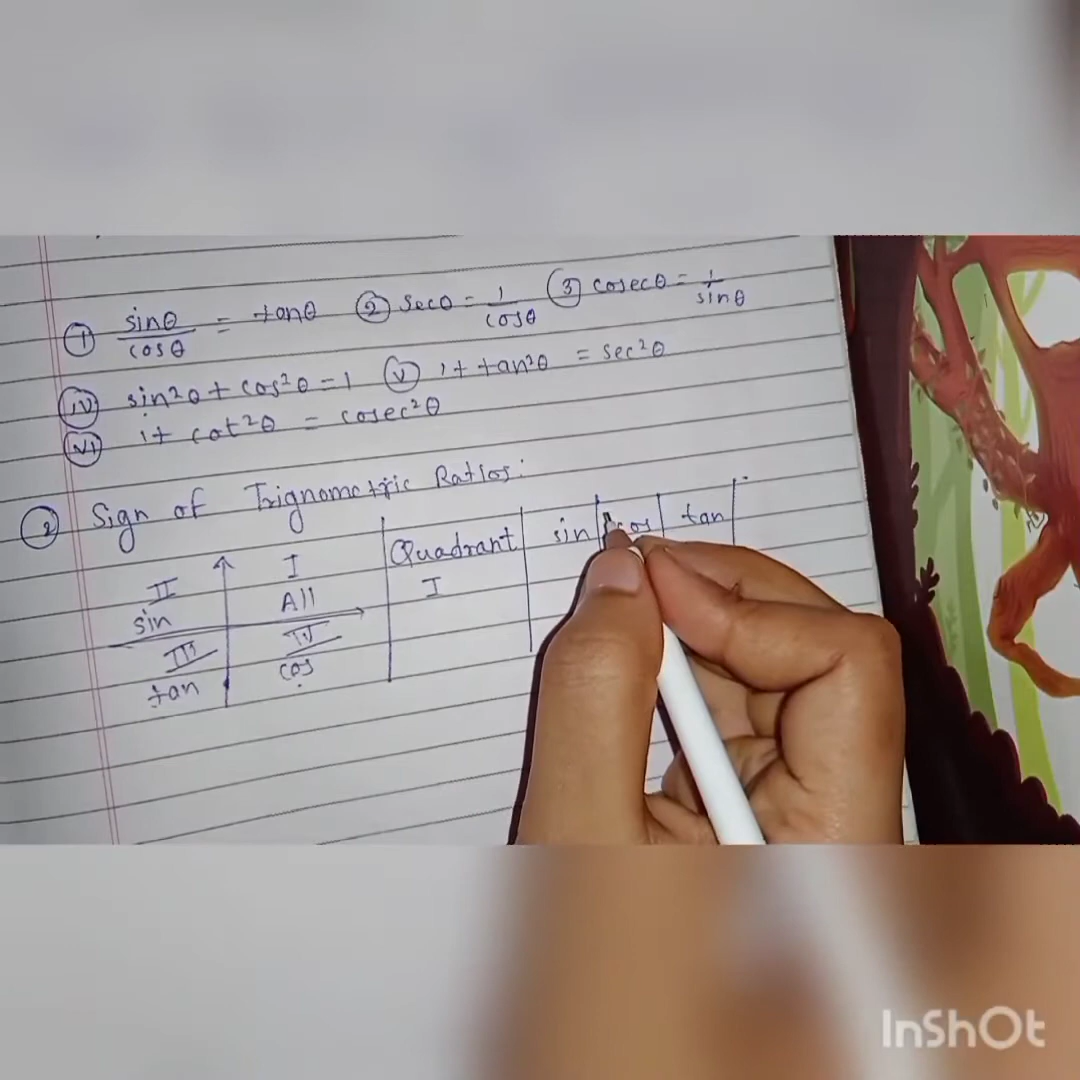 ① sinθ/cosθ = tanθ ② secθ = 1/cosθ ③ cosecθ = 1/sinθ
iv) sin²θ + cos²θ = 1 v) 1+ tan²θ = sec²θ
vi) 1+ cot²θ = cosec²θ
② Sign of Trignometric Ratios:
II I Quadrant sin cos tan
sin All I
III IV
tan cos
InShOt